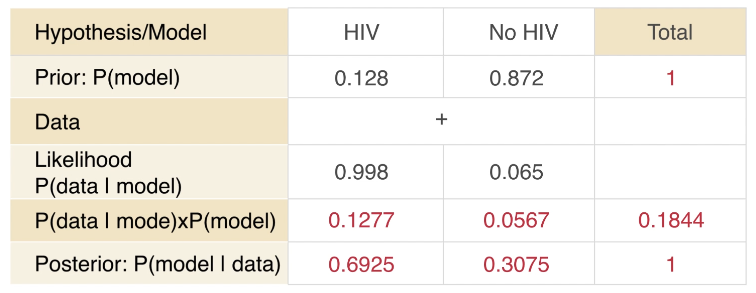 Hypothesis/Model HIV No HIV Total
Prior: P(model) 0.128 0.872 1
Data +
Likelihood
P(data | model) 0.998 0.065
P(data | mode)xP(model) 0.1277 0.0567 0.1844
Posterior: P(model | data) 0.6925 0.3075 1